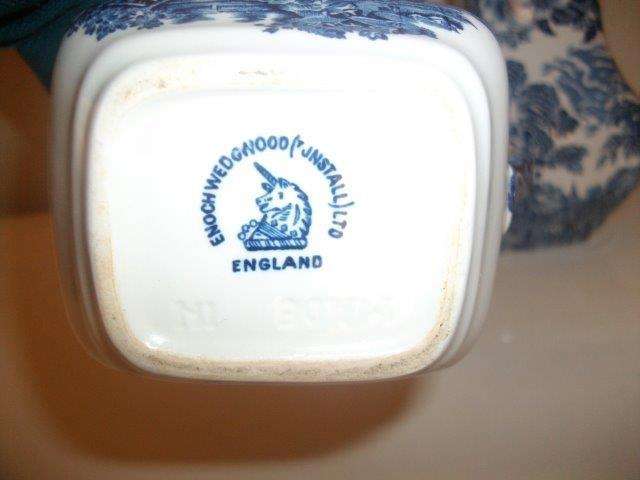 ENOCH WEDGWOOD (TUNSTALL) LTD
ENGLAND